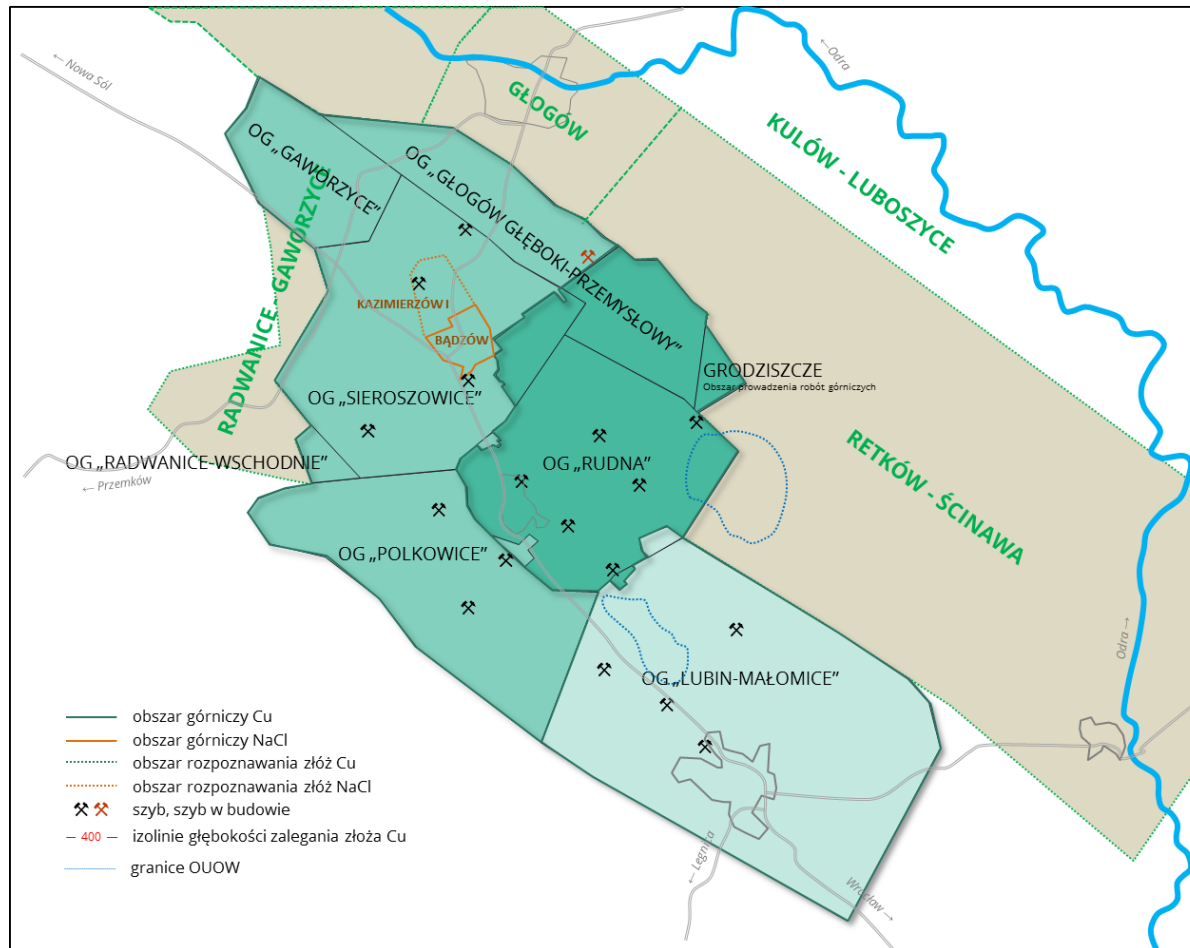 ← Nowa Sól
← Odra
GŁOGÓW
KULÓW - LUBOSZYCE
OG „GAWORZYCE”
OG „GŁOGÓW GŁĘBOKI-PRZEMYSŁOWY”
RADWANICE - GAWORZYCE
KAZIMIERZÓW I
BĄDZÓW
GRODZISZCZE
Obszar prowadzenia robót górniczych
OG „SIEROSZOWICE”
OG „RADWANICE-WSCHODNIE”
← Przemków
OG „RUDNA”
RETKÓW - ŚCINAWA
OG „POLKOWICE”
Odra →
OG „LUBIN-MAŁOMICE”
← Legnica
Wrocław →
obszar górniczy Cu
obszar górniczy NaCl
obszar rozpoznawania złóż Cu
obszar rozpoznawania złóż NaCl
szyb, szyb w budowie
— 400 — izolinie głębokości zalegania złoża Cu
granice OUOW